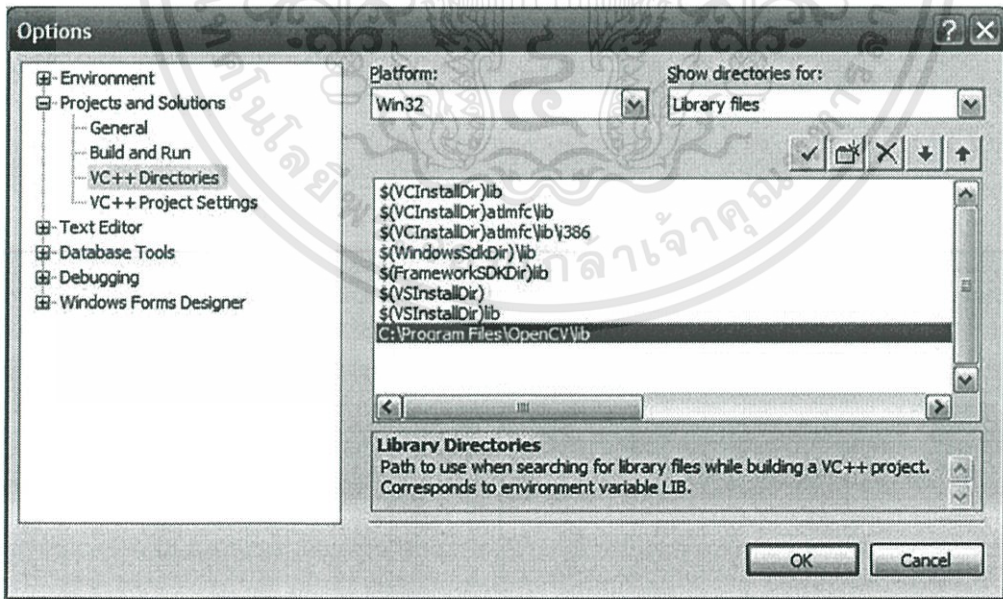 Options
Environment
Projects and Solutions
General
Build and Run
VC++ Directories
VC++ Project Settings
Text Editor
Database Tools
Debugging
Windows Forms Designer
Platform:
Win32
Show directories for:
Library files
$(VCInstallDir)lib
$(VCInstallDir)atlmfc\lib
$(VCInstallDir)atlmfc\lib\i386
$(WindowsSdkDir)\lib
$(FrameworkSDKDir)lib
$(VSInstallDir)
$(VSInstallDir)lib
C:\Program Files\OpenCV\lib
Library Directories
Path to use when searching for library files while building a VC++ project.
Corresponds to environment variable LIB.
OK
Cancel